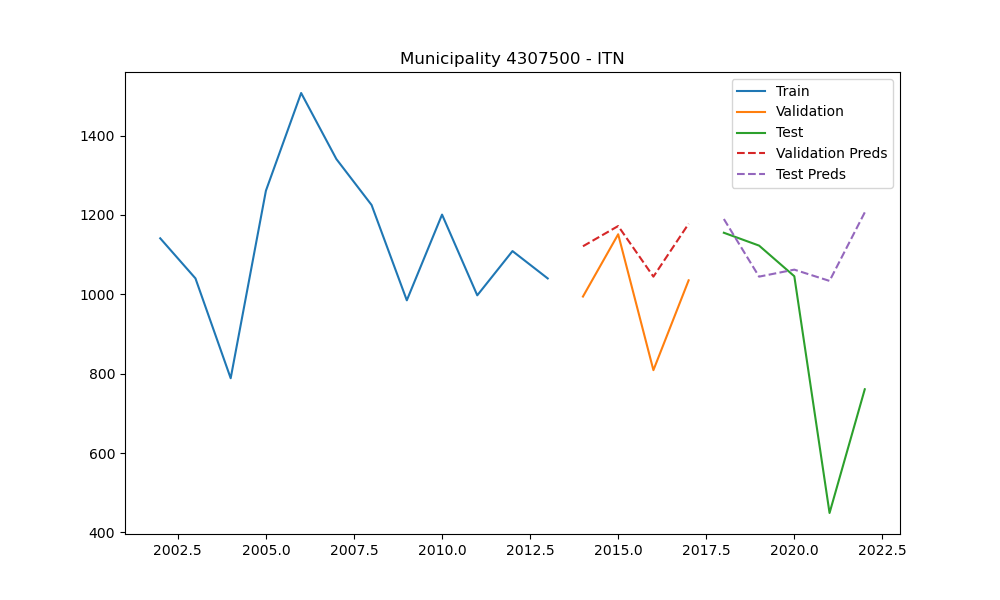 Municipality 4307500 - ITN
Train
Validation
Test
Validation Preds
Test Preds
1400
1200
1000
800
600
400
2002.5 2005.0 2007.5 2010.0 2012.5 2015.0 2017.5 2020.0 2022.5